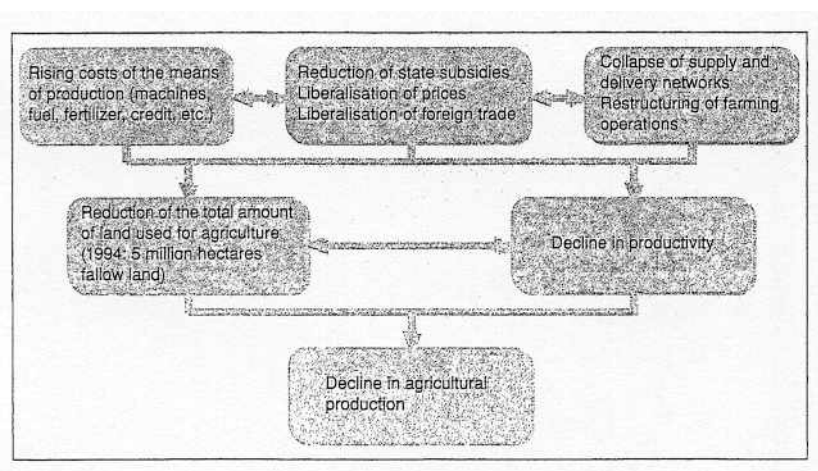 Rising costs of the means
of production (machines,
fuel, fertilizer, credit, etc.)
Reduction of state subsidies
Liberalisation of prices
Liberalisation of foreign trade
Collapse of supply and
delivery networks
Restructuring of farming
operations
Reduction of the total amount
of land used for agriculture
(1994: 5 million hectares
fallow land)
Decline in productivity
Decline in agricultural
production